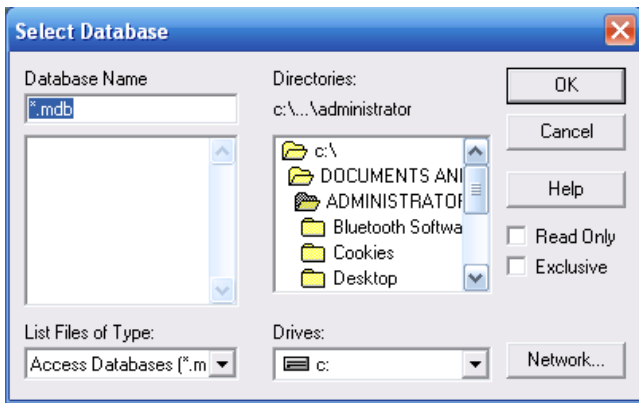 Select Database
Database Name
*.mdb
List Files of Type:
Access Databases (*.m
Directories:
c:\...\administrator
c:\
DOCUMENTS ANI
ADMINISTRATOF
Bluetooth Softwa
Cookies
Desktop
Drives:
c:
OK
Cancel
Help
Read Only
Exclusive
Network...